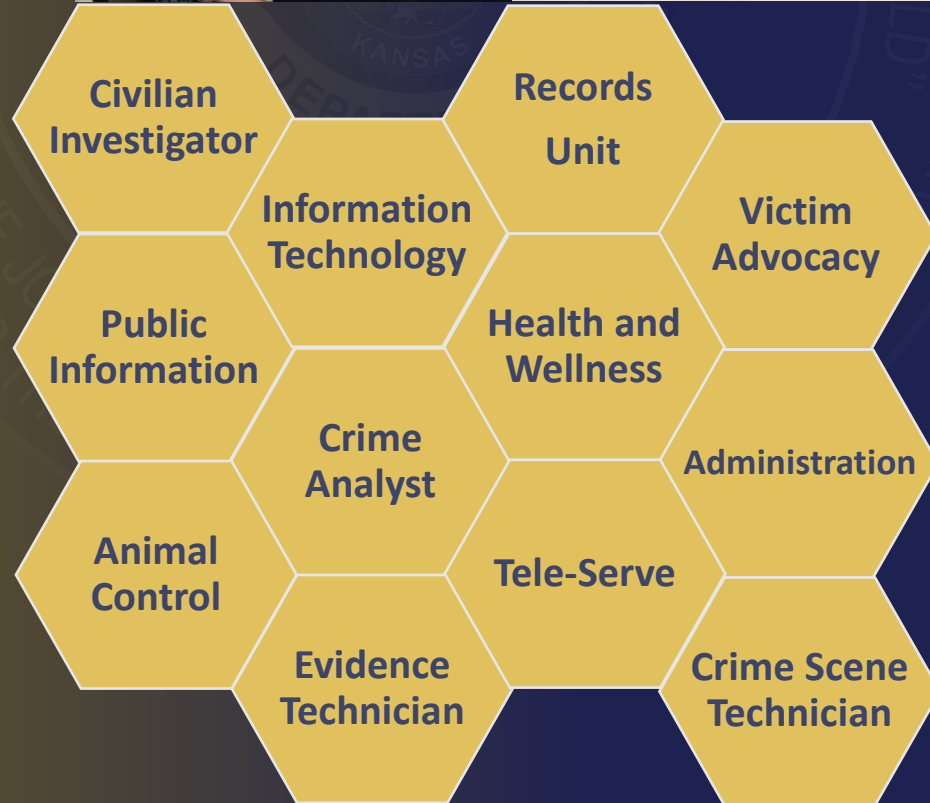 KANSAS
Civilian
Investigator
Records
Unit
Information
Technology
Victim
Advocacy
Public
Information
Health and
Wellness
Crime
Analyst
Administration
Animal
Control
Tele-Serve
Evidence
Technician
Crime Scene
Technician